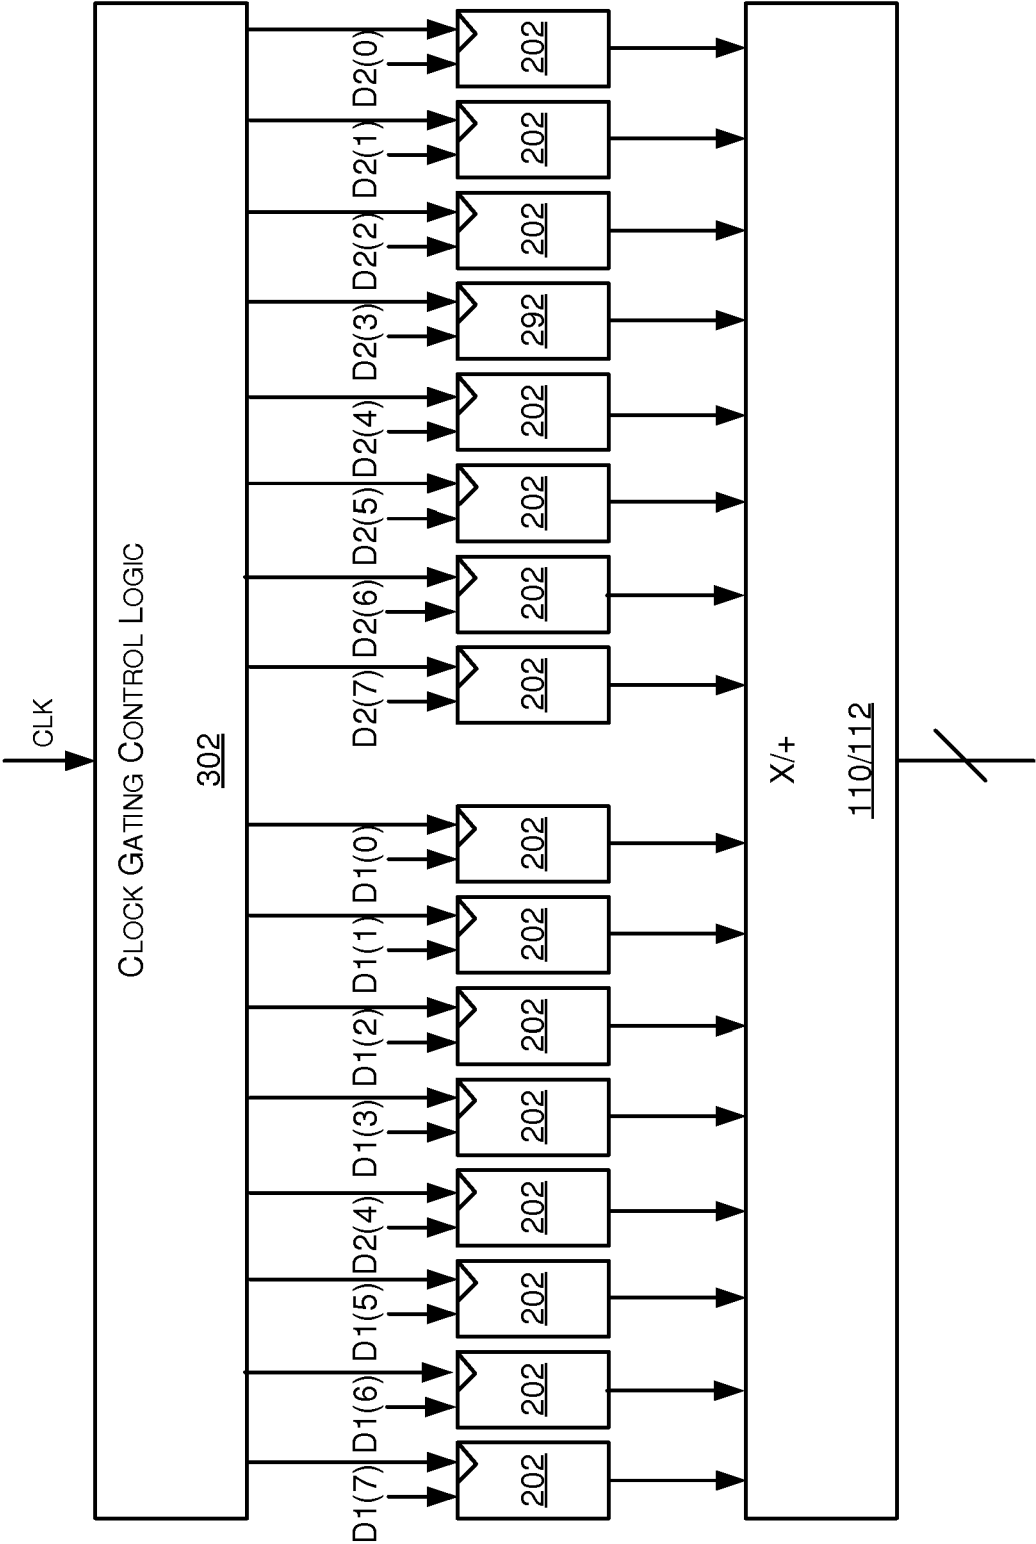 CLK
CLOCK GATING CONTROL LOGIC
302
D1(7)
D1(6)
D1(5)
D2(4)
D1(3)
D1(2)
D1(1)
D1(0)
D2(7)
D2(6)
D2(5)
D2(4)
D2(3)
D2(2)
D2(1)
D2(0)
202
202
202
202
202
202
202
202
202
202
202
202
292
202
202
202
X/+
110/112